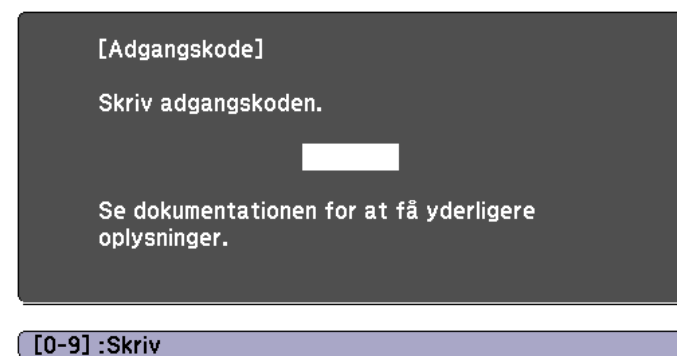 [Adgangskode]
Skriv adgangskoden.
Se dokumentationen for at få yderligere
oplysninger.
[0-9] :Skriv